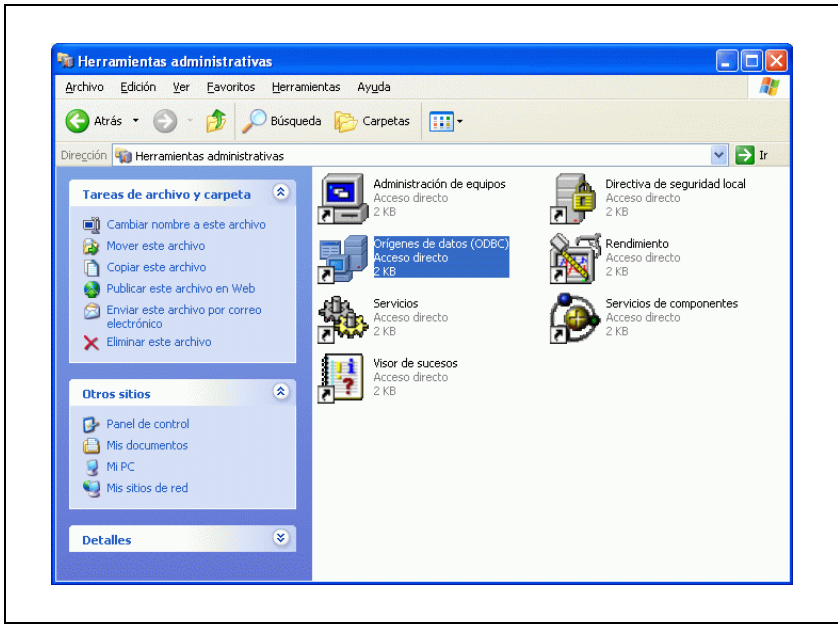 Herramientas administrativas
Archivo Edición Ver Favoritos Herramientas Ayuda
Atrás Búsqueda Carpetas
Dirección Herramientas administrativas Ir
Tareas de archivo y carpeta
Cambiar nombre a este archivo
Mover este archivo
Copiar este archivo
Publicar este archivo en Web
Enviar este archivo por correo
electrónico
Eliminar este archivo
Otros sitios
Panel de control
Mis documentos
Mi PC
Mis sitios de red
Detalles
Administración de equipos
Acceso directo
2 KB
Directiva de seguridad local
Acceso directo
2 KB
Orígenes de datos (ODBC)
Acceso directo
2 KB
Rendimiento
Acceso directo
2 KB
Servicios
Acceso directo
2 KB
Servicios de componentes
Acceso directo
2 KB
Visor de sucesos
Acceso directo
2 KB